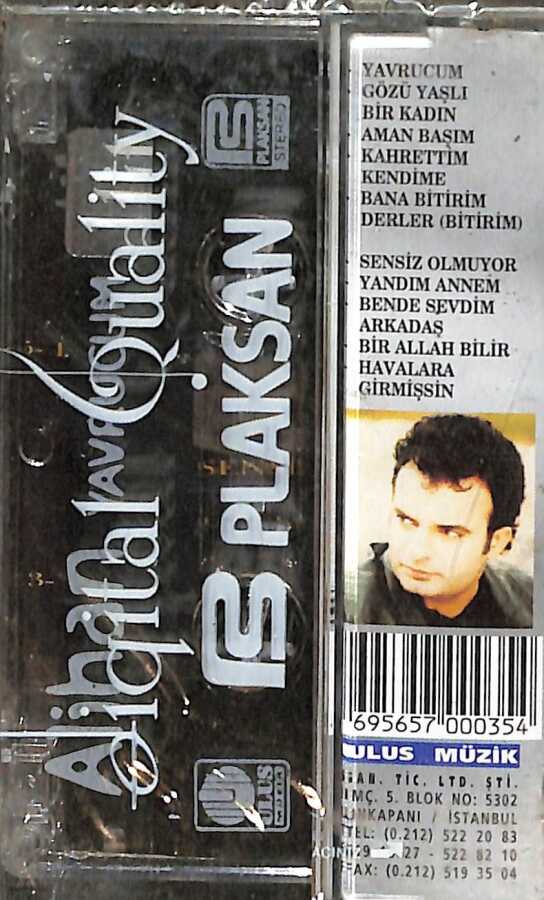 Alihan
YAVRUCUM
Digital Quality
PLAKSAN
PLAKSAN
STEREO
ULUS
YAVRUCUM
GÖZÜ YAŞLI
BİR KADIN
AMAN BAŞIM
KAHRETTİM
KENDİME
BANA BİTİRİM
DERLER (BİTİRİM)
SENSİZ OLMUYOR
YANDIM ANNEM
BENDE SEVDİM
ARKADAŞ
BİR ALLAH BİLİR
HAVALARA
GİRMİŞSİN
695657 000354
ULUS MÜZİK
SAN. TİC. LTD. ŞTİ.
İMÇ. 5. BLOK NO: 5302
UNKAPANI / İSTANBUL
TEL: (0.212) 522 20 83
27 - 522 82 10
FAX: (0.212) 519 35 04